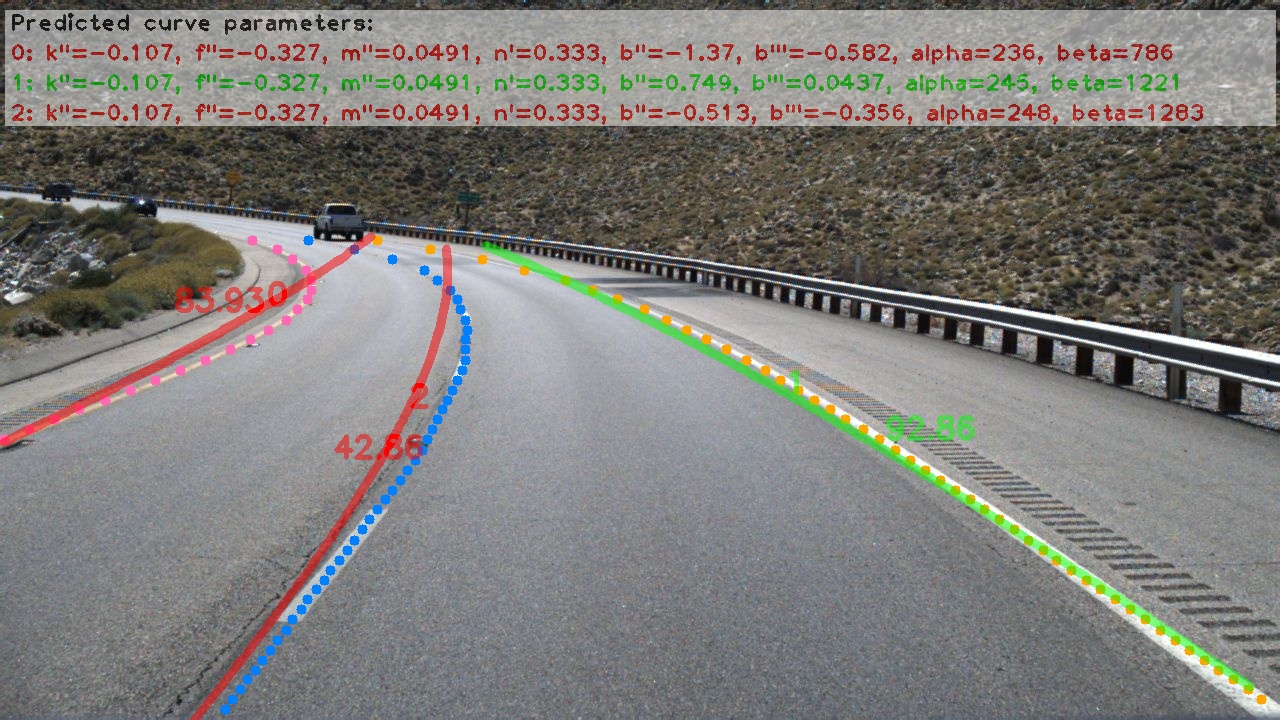 Predicted curve parameters:
0: k''=-0.107, f''=-0.327, m''=0.0491, n'=0.333, b''=-1.37, b'''=-0.582, alpha=236, beta=786
1: k''=-0.107, f''=-0.327, m''=0.0491, n'=0.333, b''=0.749, b'''=0.0437, alpha=245, beta=1221
2: k''=-0.107, f''=-0.327, m''=0.0491, n'=0.333, b''=-0.513, b'''=-0.356, alpha=248, beta=1283
83.93 0
1
2
92.86
42.86